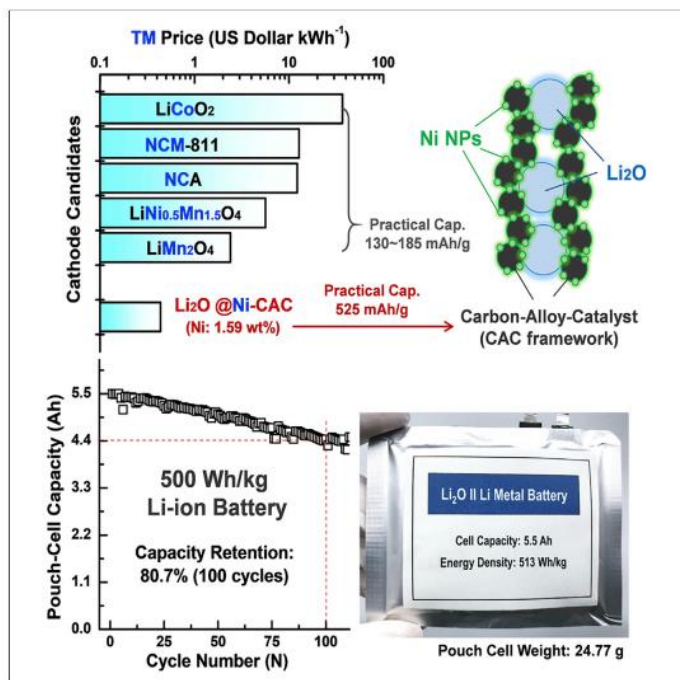 TM Price (US Dollar kWh⁻¹)
0.1 1 10 100
Cathode Candidates
LiCoO₂
NCM-811
NCA
LiNi₀.₅Mn₁.₅O₄
LiMn₂O₄
Practical Cap.
130~185 mAh/g
Li₂O @Ni-CAC
(Ni: 1.59 wt%)
Practical Cap.
525 mAh/g
Ni NPs
Li₂O
Carbon-Alloy-Catalyst
(CAC framework)
Pouch-Cell Capacity (Ah)
5.5
4.4
3.3
2.2
1.1
0.0
500 Wh/kg
Li-ion Battery
Capacity Retention:
80.7% (100 cycles)
0 25 50 75 100
Cycle Number (N)
Li₂O II Li Metal Battery
Cell Capacity: 5.5 Ah
Energy Density: 513 Wh/kg
Pouch Cell Weight: 24.77 g